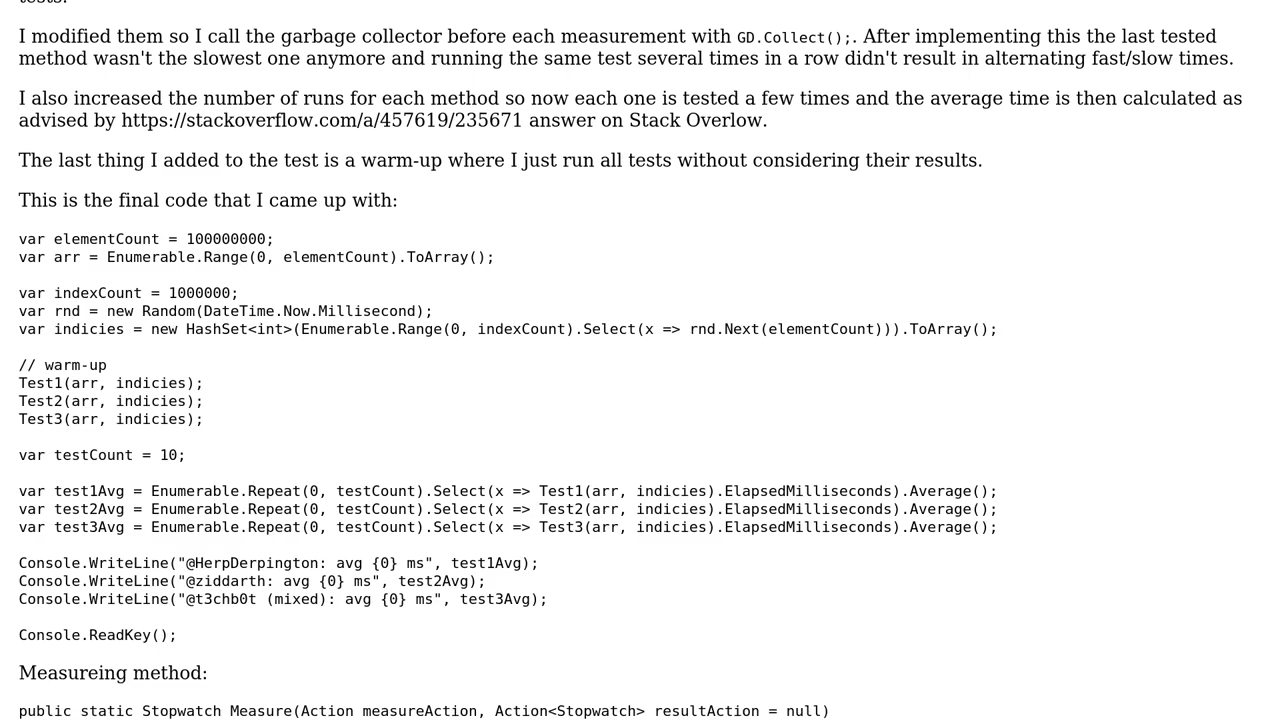 tests.
I modified them so I call the garbage collector before each measurement with GD.Collect();. After implementing this the last tested
method wasn't the slowest one anymore and running the same test several times in a row didn't result in alternating fast/slow times.
I also increased the number of runs for each method so now each one is tested a few times and the average time is then calculated as
advised by https://stackoverflow.com/a/457619/235671 answer on Stack Overlow.
The last thing I added to the test is a warm-up where I just run all tests without considering their results.
This is the final code that I came up with:
var elementCount = 100000000;
var arr = Enumerable.Range(0, elementCount).ToArray();
var indexCount = 1000000;
var rnd = new Random(DateTime.Now.Millisecond);
var indicies = new HashSet<int>(Enumerable.Range(0, indexCount).Select(x => rnd.Next(elementCount))).ToArray();
// warm-up
Test1(arr, indicies);
Test2(arr, indicies);
Test3(arr, indicies);
var testCount = 10;
var test1Avg = Enumerable.Repeat(0, testCount).Select(x => Test1(arr, indicies).ElapsedMilliseconds).Average();
var test2Avg = Enumerable.Repeat(0, testCount).Select(x => Test2(arr, indicies).ElapsedMilliseconds).Average();
var test3Avg = Enumerable.Repeat(0, testCount).Select(x => Test3(arr, indicies).ElapsedMilliseconds).Average();
Console.WriteLine("@HerpDerpington: avg {0} ms", test1Avg);
Console.WriteLine("@ziddarth: avg {0} ms", test2Avg);
Console.WriteLine("@t3chb0t (mixed): avg {0} ms", test3Avg);
Console.ReadKey();
Measureing method:
public static Stopwatch Measure(Action measureAction, Action<Stopwatch> resultAction = null)